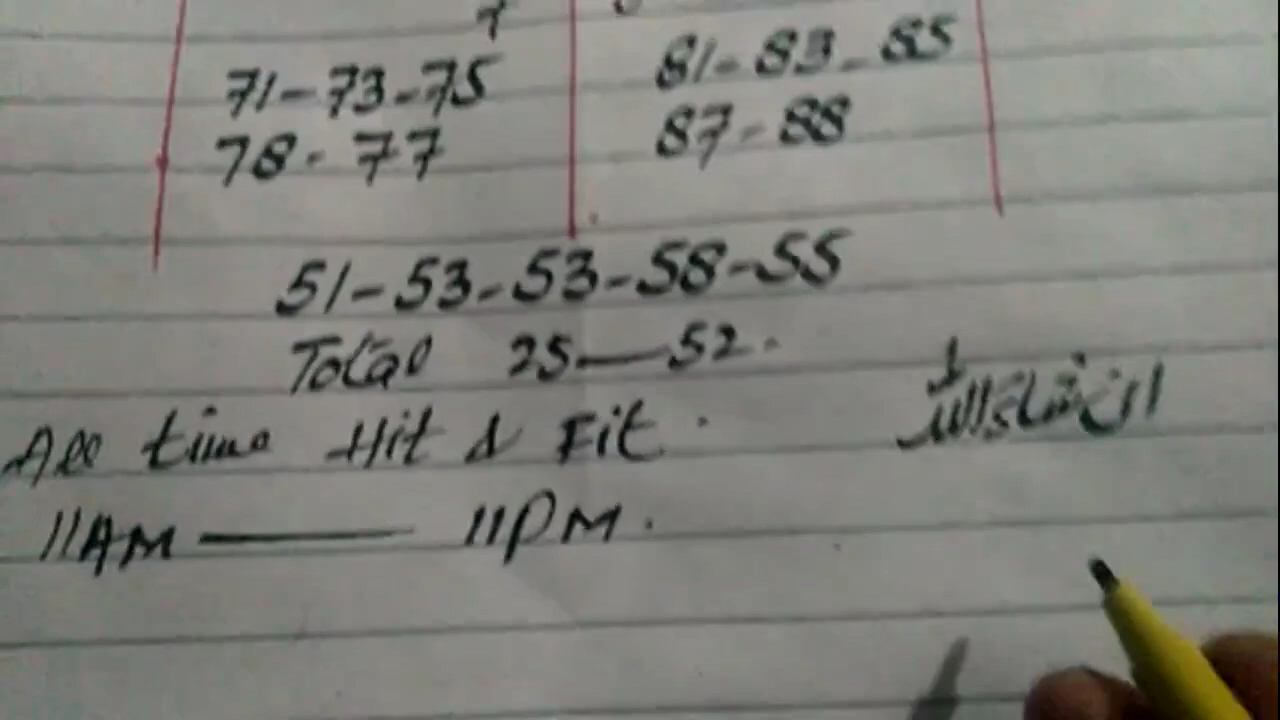 71-73-75
78-77
81-83-85
87-88
51-53-53-58-55
Total 25—52.
ان شاء اللہ
All time Hit & Fit.
11AM — 11PM.